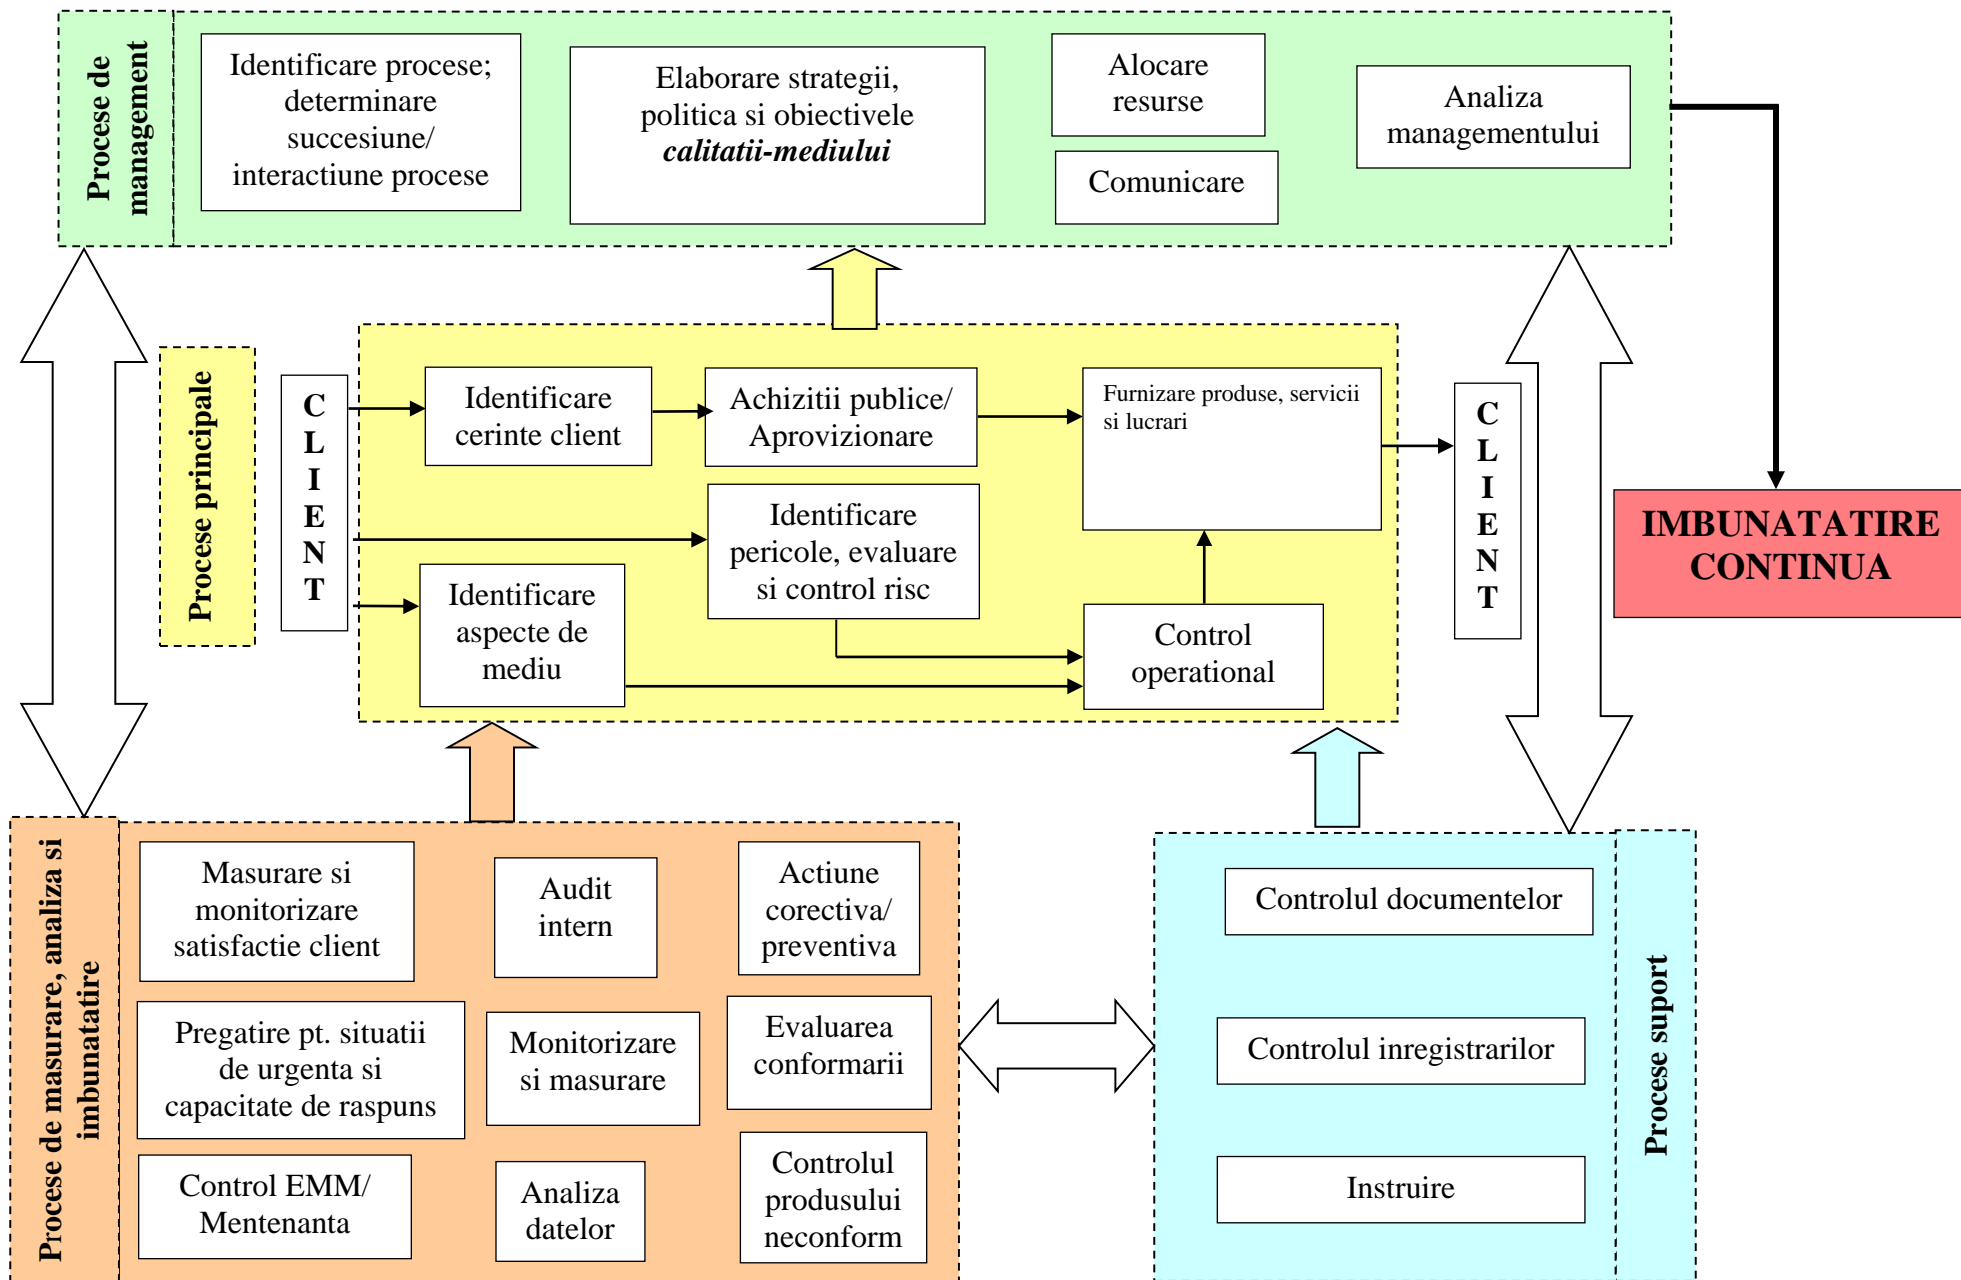 Procese de
management
Identificare procese;
determinare
succesiune/
interactiune procese
Elaborare strategii,
politica si obiectivele
calitatii-mediului
Alocare
resurse
Comunicare
Analiza
managementului
Procese principale
C
L
I
E
N
T
Identificare
cerinte client
Achizitii publice/
Aprovizionare
Furnizare produse, servicii
si lucrari
Identificare
pericole, evaluare
si control risc
Identificare
aspecte de
mediu
Control
operational
C
L
I
E
N
T
IMBUNATATIRE
CONTINUA
Procese de masurare, analiza si
imbunatatire
Masurare si
monitorizare
satisfactie client
Audit
intern
Actiune
corectiva/
preventiva
Pregatire pt. situatii
de urgenta si
capacitate de raspuns
Monitorizare
si masurare
Evaluarea
conformarii
Control EMM/
Mentenanta
Analiza
datelor
Controlul
produsului
neconform
Controlul documentelor
Controlul inregistrarilor
Instruire
Procese suport